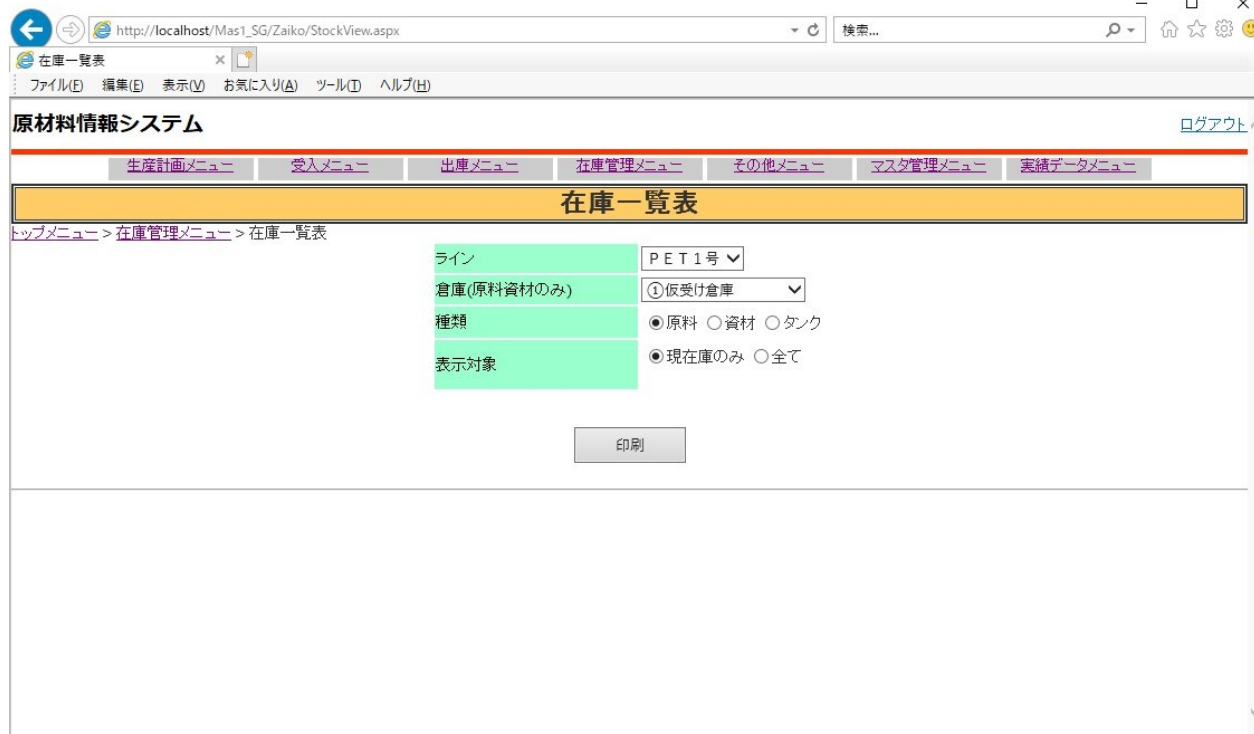 http://localhost/Mas1_SG/Zaiko/StockView.aspx 検索...
在庫一覧表
ファイル(F) 編集(E) 表示(V) お気に入り(A) ツール(T) ヘルプ(H)
原材料情報システム ログアウト
生産計画メニュー 受入メニュー 出庫メニュー 在庫管理メニュー その他メニュー マスタ管理メニュー 実績データメニュー
在庫一覧表
トップメニュー > 在庫管理メニュー > 在庫一覧表
ライン ＰＥＴ１号
倉庫(原料資材のみ) ①仮受け倉庫
種類 原料 資材 タンク
表示対象 現在庫のみ 全て
印刷